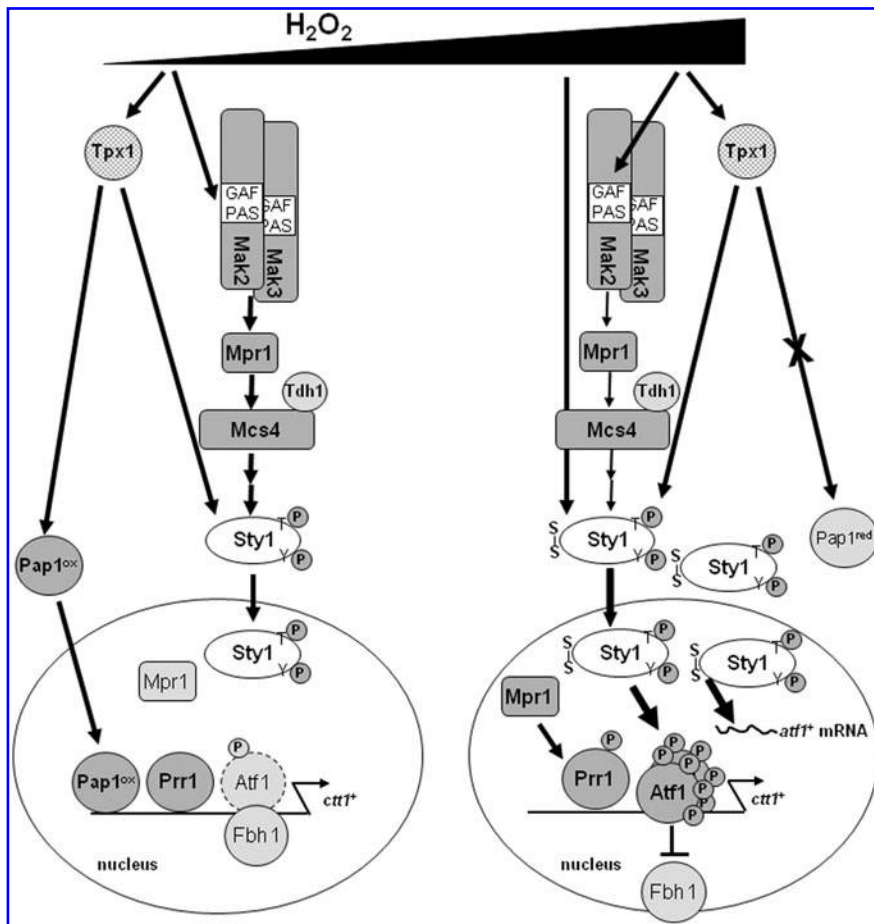 H₂O₂
Tpx1
GAF
PAS
GAF
PAS
Mak2
Mak3
Mpr1
Tdh1
Mcs4
Sty1
T
P
Y
P
Pap1ᵒˣ
Sty1
T
P
Y
P
Mpr1
Pap1ᵒˣ
Prr1
P
Atf1
Fbh1
ctt1⁺
nucleus
GAF
PAS
GAF
PAS
Mak2
Mak3
Tpx1
X
Mpr1
Tdh1
Mcs4
S
S
Sty1
T
P
Y
P
S
S
Sty1
T
P
Y
P
Pap1ʳᵉᵈ
S
S
Sty1
T
P
Y
P
S
S
Sty1
T
P
Y
P
Mpr1
atf1⁺ mRNA
P
Prr1
Atf1
P
P
P
P
P
P
P
P
P
ctt1⁺
nucleus
Fbh1